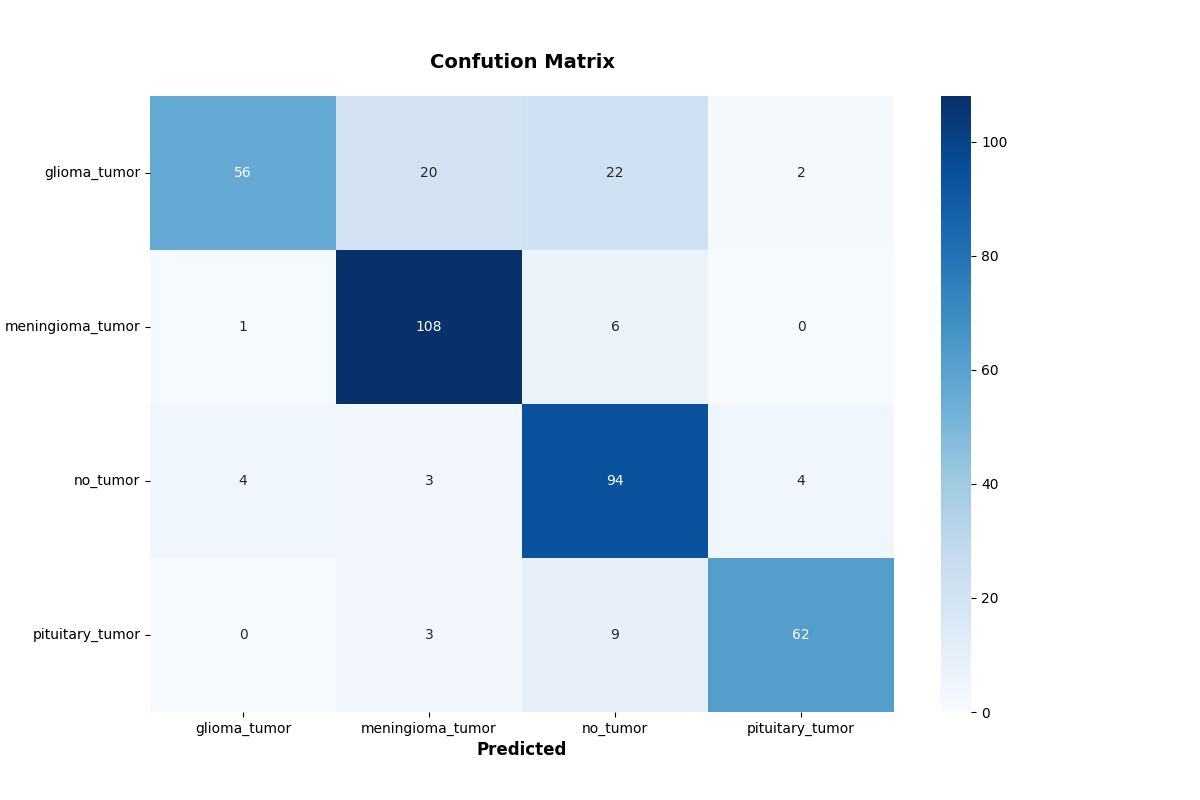 Confution Matrix
glioma_tumor 56 20 22 2
meningioma_tumor 1 108 6 0
no_tumor 4 3 94 4
pituitary_tumor 0 3 9 62
glioma_tumor meningioma_tumor no_tumor pituitary_tumor
Predicted
100
80
60
40
20
0